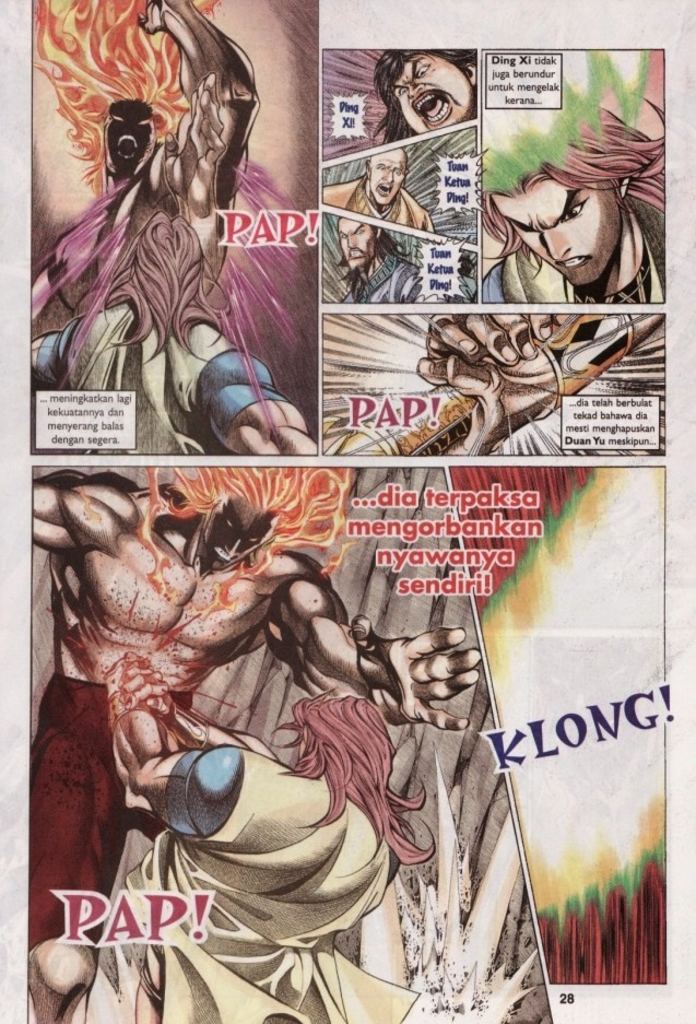 PAP!
... meningkatkan lagi
kekuatannya dan
menyerang balas
dengan segera.
Ding
Xi!
Tuan
Ketua
Ding!
Tuan
Ketua
Ding!
Ding Xi tidak
juga berundur
untuk mengelak
kerana...
PAP!
...dia telah berbulat
tekad bahawa dia
mesti menghapuskan
Duan Yu meskipun...
...dia terpaksa
mengorbankan
nyawanya
sendiri!
KLONG!
PAP!
28